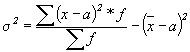 σ² = ∑(x − a)² * f / ∑f − (x̅ − a)²